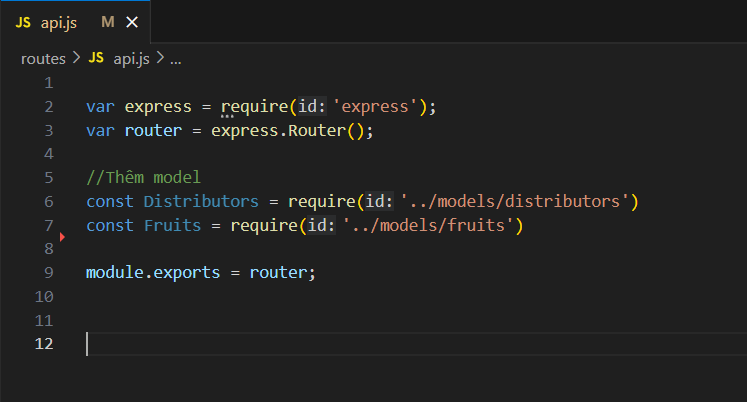 JS api.js M ×
routes > JS api.js > ...
1
2 var express = require(id: 'express');
3 var router = express.Router();
4
5 //Thêm model
6 const Distributors = require(id: '../models/distributors')
7 const Fruits = require(id: '../models/fruits')
8
9 module.exports = router;
10
11
12